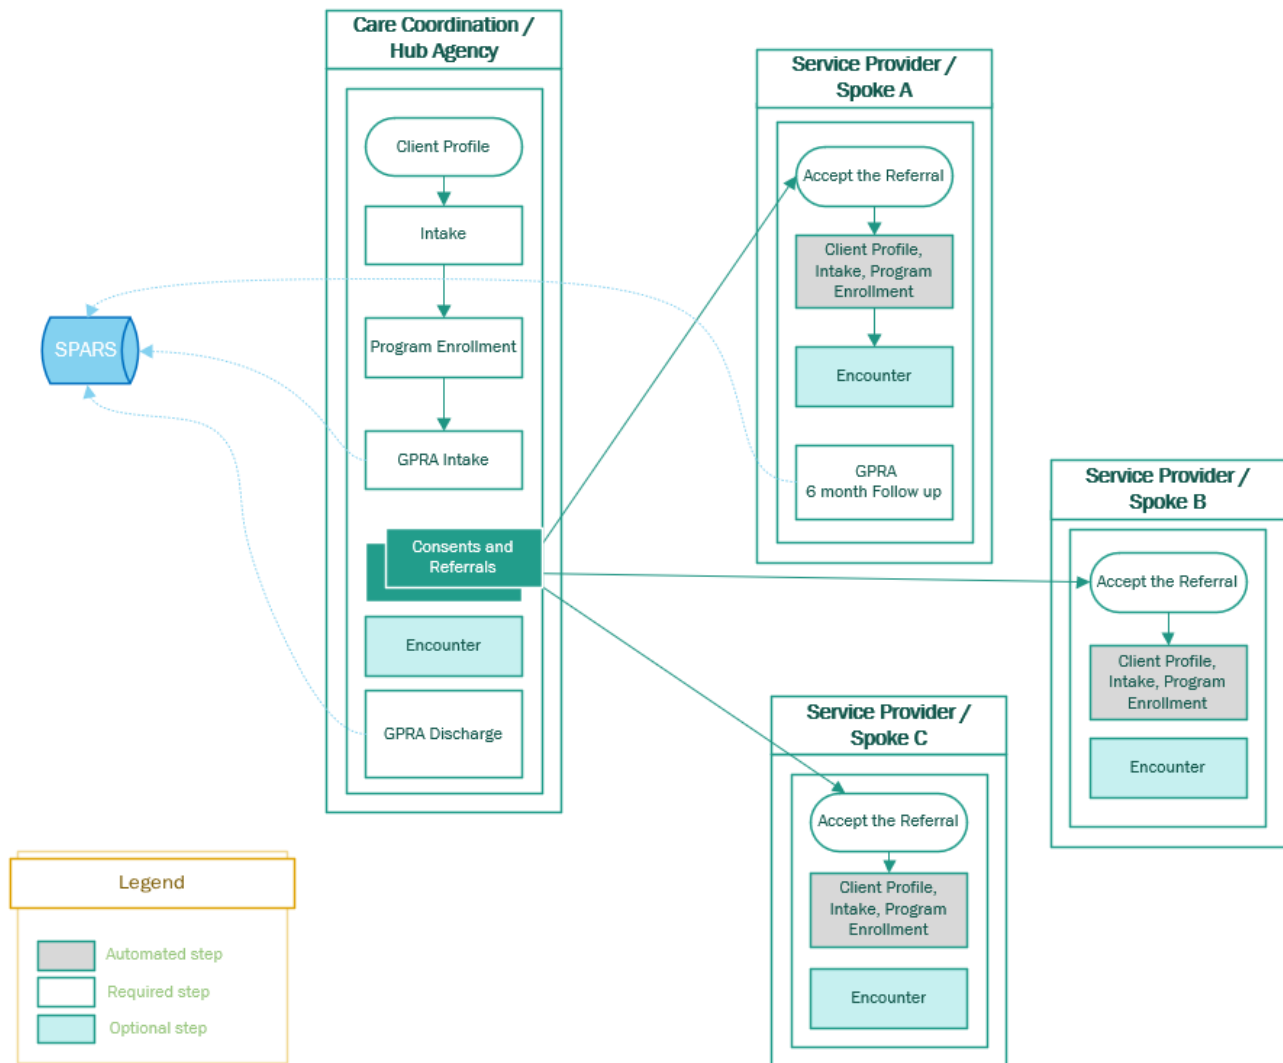 Care Coordination /
Hub Agency
Client Profile
Intake
Program Enrollment
GPRA Intake
Consents and
Referrals
Encounter
GPRA Discharge
SPARS
Service Provider /
Spoke A
Accept the Referral
Client Profile,
Intake, Program
Enrollment
Encounter
GPRA
6 month Follow up
Service Provider /
Spoke B
Accept the Referral
Client Profile,
Intake, Program
Enrollment
Encounter
Service Provider /
Spoke C
Accept the Referral
Client Profile,
Intake, Program
Enrollment
Encounter
Legend
Automated step
Required step
Optional step